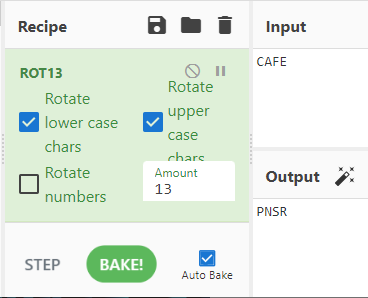 Recipe
ROT13
Rotate
lower case
chars
Rotate
upper
case
chars
Rotate
numbers
Amount
13
STEP
BAKE!
Auto Bake
Input
CAFE
Output
PNSR